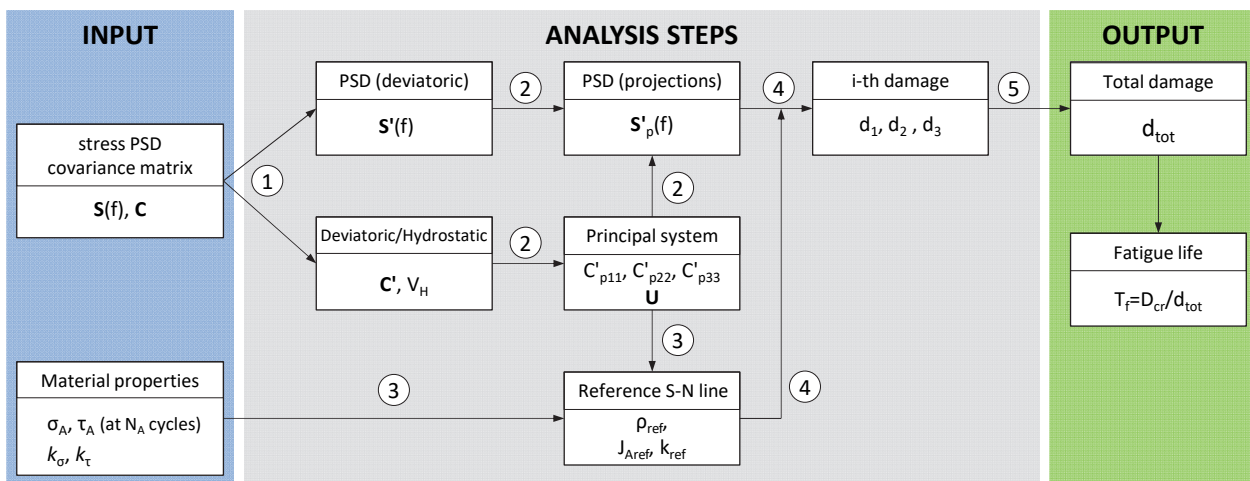 INPUT
ANALYSIS STEPS
OUTPUT
stress PSD
covariance matrix
S(f), C
1
PSD (deviatoric)
S'(f)
2
PSD (projections)
S'p(f)
4
i-th damage
d1, d2 , d3
5
Total damage
dtot
2
Deviatoric/Hydrostatic
C', VH
2
Principal system
C'p11, C'p22, C'p33
U
Fatigue life
Tf=Dcr/dtot
3
Material properties
σA, τA (at NA cycles)
kσ, kτ
3
Reference S-N line
ρref,
JAref, kref
4